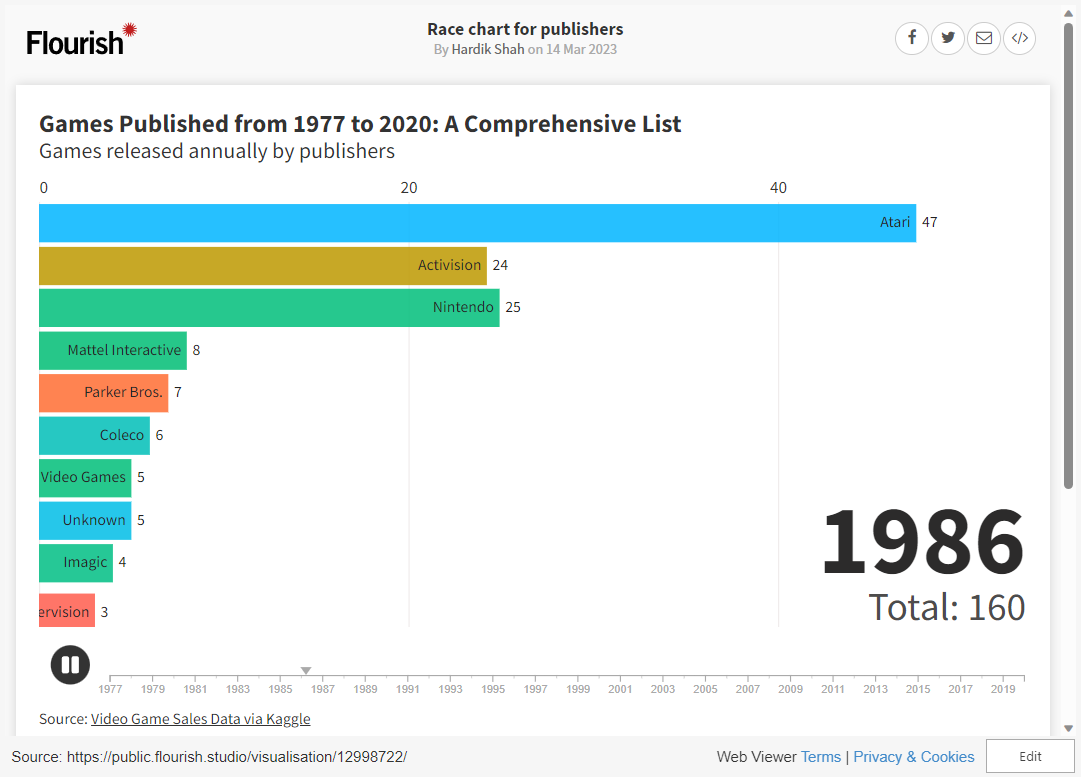 Flourish
Race chart for publishers
By Hardik Shah on 14 Mar 2023
</>
Games Published from 1977 to 2020: A Comprehensive List
Games released annually by publishers
0 20 40
Atari 47
Activision 24
Nintendo 25
Mattel Interactive 8
Parker Bros. 7
Coleco 6
Video Games 5
Unknown 5
Imagic 4
ervision 3
1986
Total: 160
1977 1979 1981 1983 1985 1987 1989 1991 1993 1995 1997 1999 2001 2003 2005 2007 2009 2011 2013 2015 2017 2019
Source: Video Game Sales Data via Kaggle
Source: https://public.flourish.studio/visualisation/12998722/ Web Viewer Terms | Privacy & Cookies Edit